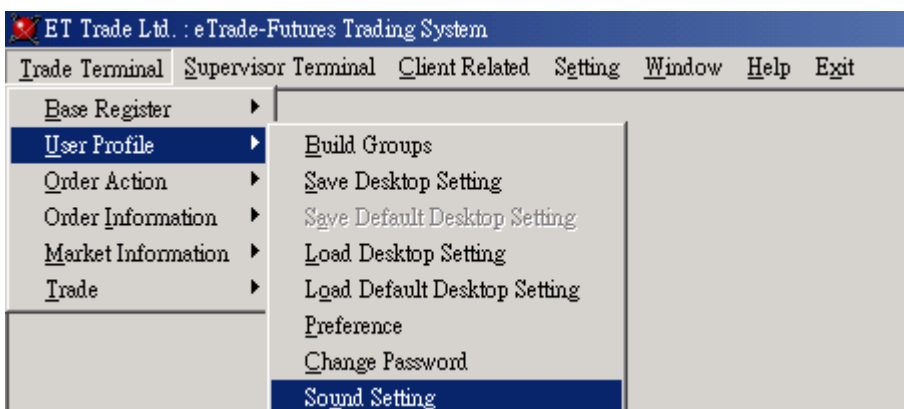 ET Trade Ltd. : eTrade-Futures Trading System
Trade Terminal Supervisor Terminal Client Related Setting Window Help Exit
Base Register
User Profile
Order Action
Order Information
Market Information
Trade
Build Groups
Save Desktop Setting
Save Default Desktop Setting
Load Desktop Setting
Load Default Desktop Setting
Preference
Change Password
Sound Setting